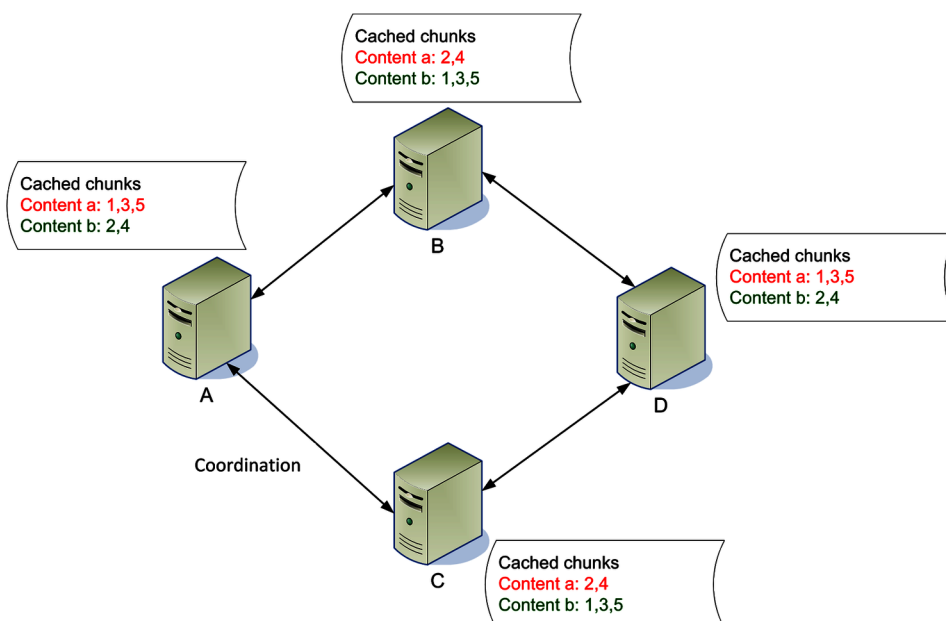 Cached chunks
Content a: 2,4
Content b: 1,3,5
B
Cached chunks
Content a: 1,3,5
Content b: 2,4
A
Cached chunks
Content a: 1,3,5
Content b: 2,4
D
Coordination
C
Cached chunks
Content a: 2,4
Content b: 1,3,5